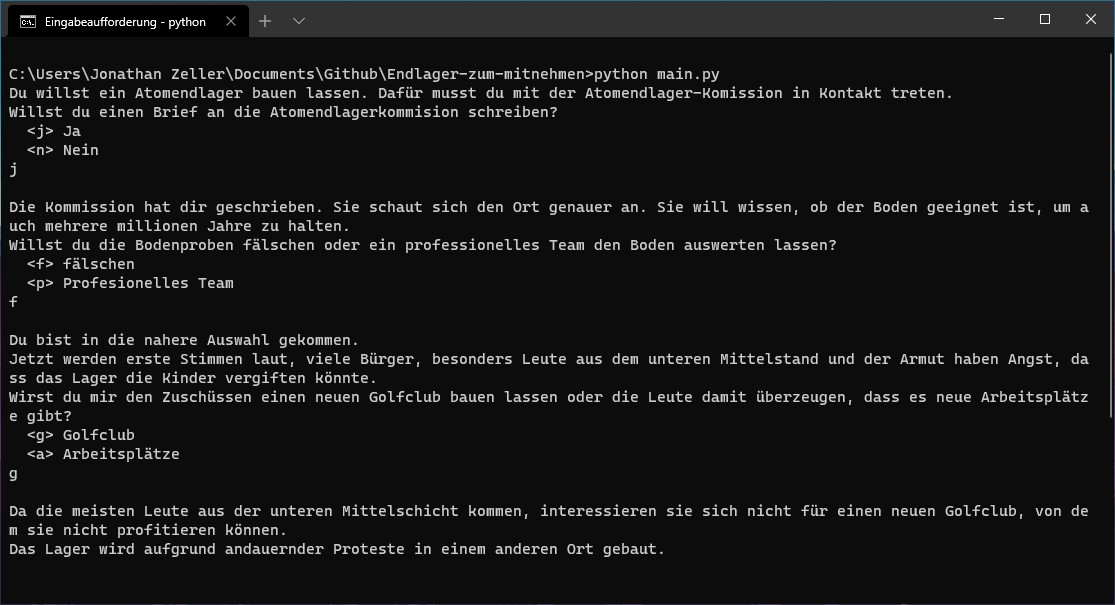 Eingabeaufforderung - python
C:\Users\Jonathan Zeller\Documents\Github\Endlager-zum-mitnehmen>python main.py
Du willst ein Atomendlager bauen lassen. Dafür musst du mit der Atomendlager-Komission in Kontakt treten.
Willst du einen Brief an die Atomendlagerkommision schreiben?
<j> Ja
<n> Nein
j
Die Kommission hat dir geschrieben. Sie schaut sich den Ort genauer an. Sie will wissen, ob der Boden geeignet ist, um a
uch mehrere millionen Jahre zu halten.
Willst du die Bodenproben fälschen oder ein professionelles Team den Boden auswerten lassen?
<f> fälschen
<p> Profesionelles Team
f
Du bist in die nahere Auswahl gekommen.
Jetzt werden erste Stimmen laut, viele Bürger, besonders Leute aus dem unteren Mittelstand und der Armut haben Angst, da
ss das Lager die Kinder vergiften könnte.
Wirst du mir den Zuschüssen einen neuen Golfclub bauen lassen oder die Leute damit überzeugen, dass es neue Arbeitsplätz
e gibt?
<g> Golfclub
<a> Arbeitsplätze
g
Da die meisten Leute aus der unteren Mittelschicht kommen, interessieren sie sich nicht für einen neuen Golfclub, von de
m sie nicht profitieren können.
Das Lager wird aufgrund andauernder Proteste in einem anderen Ort gebaut.